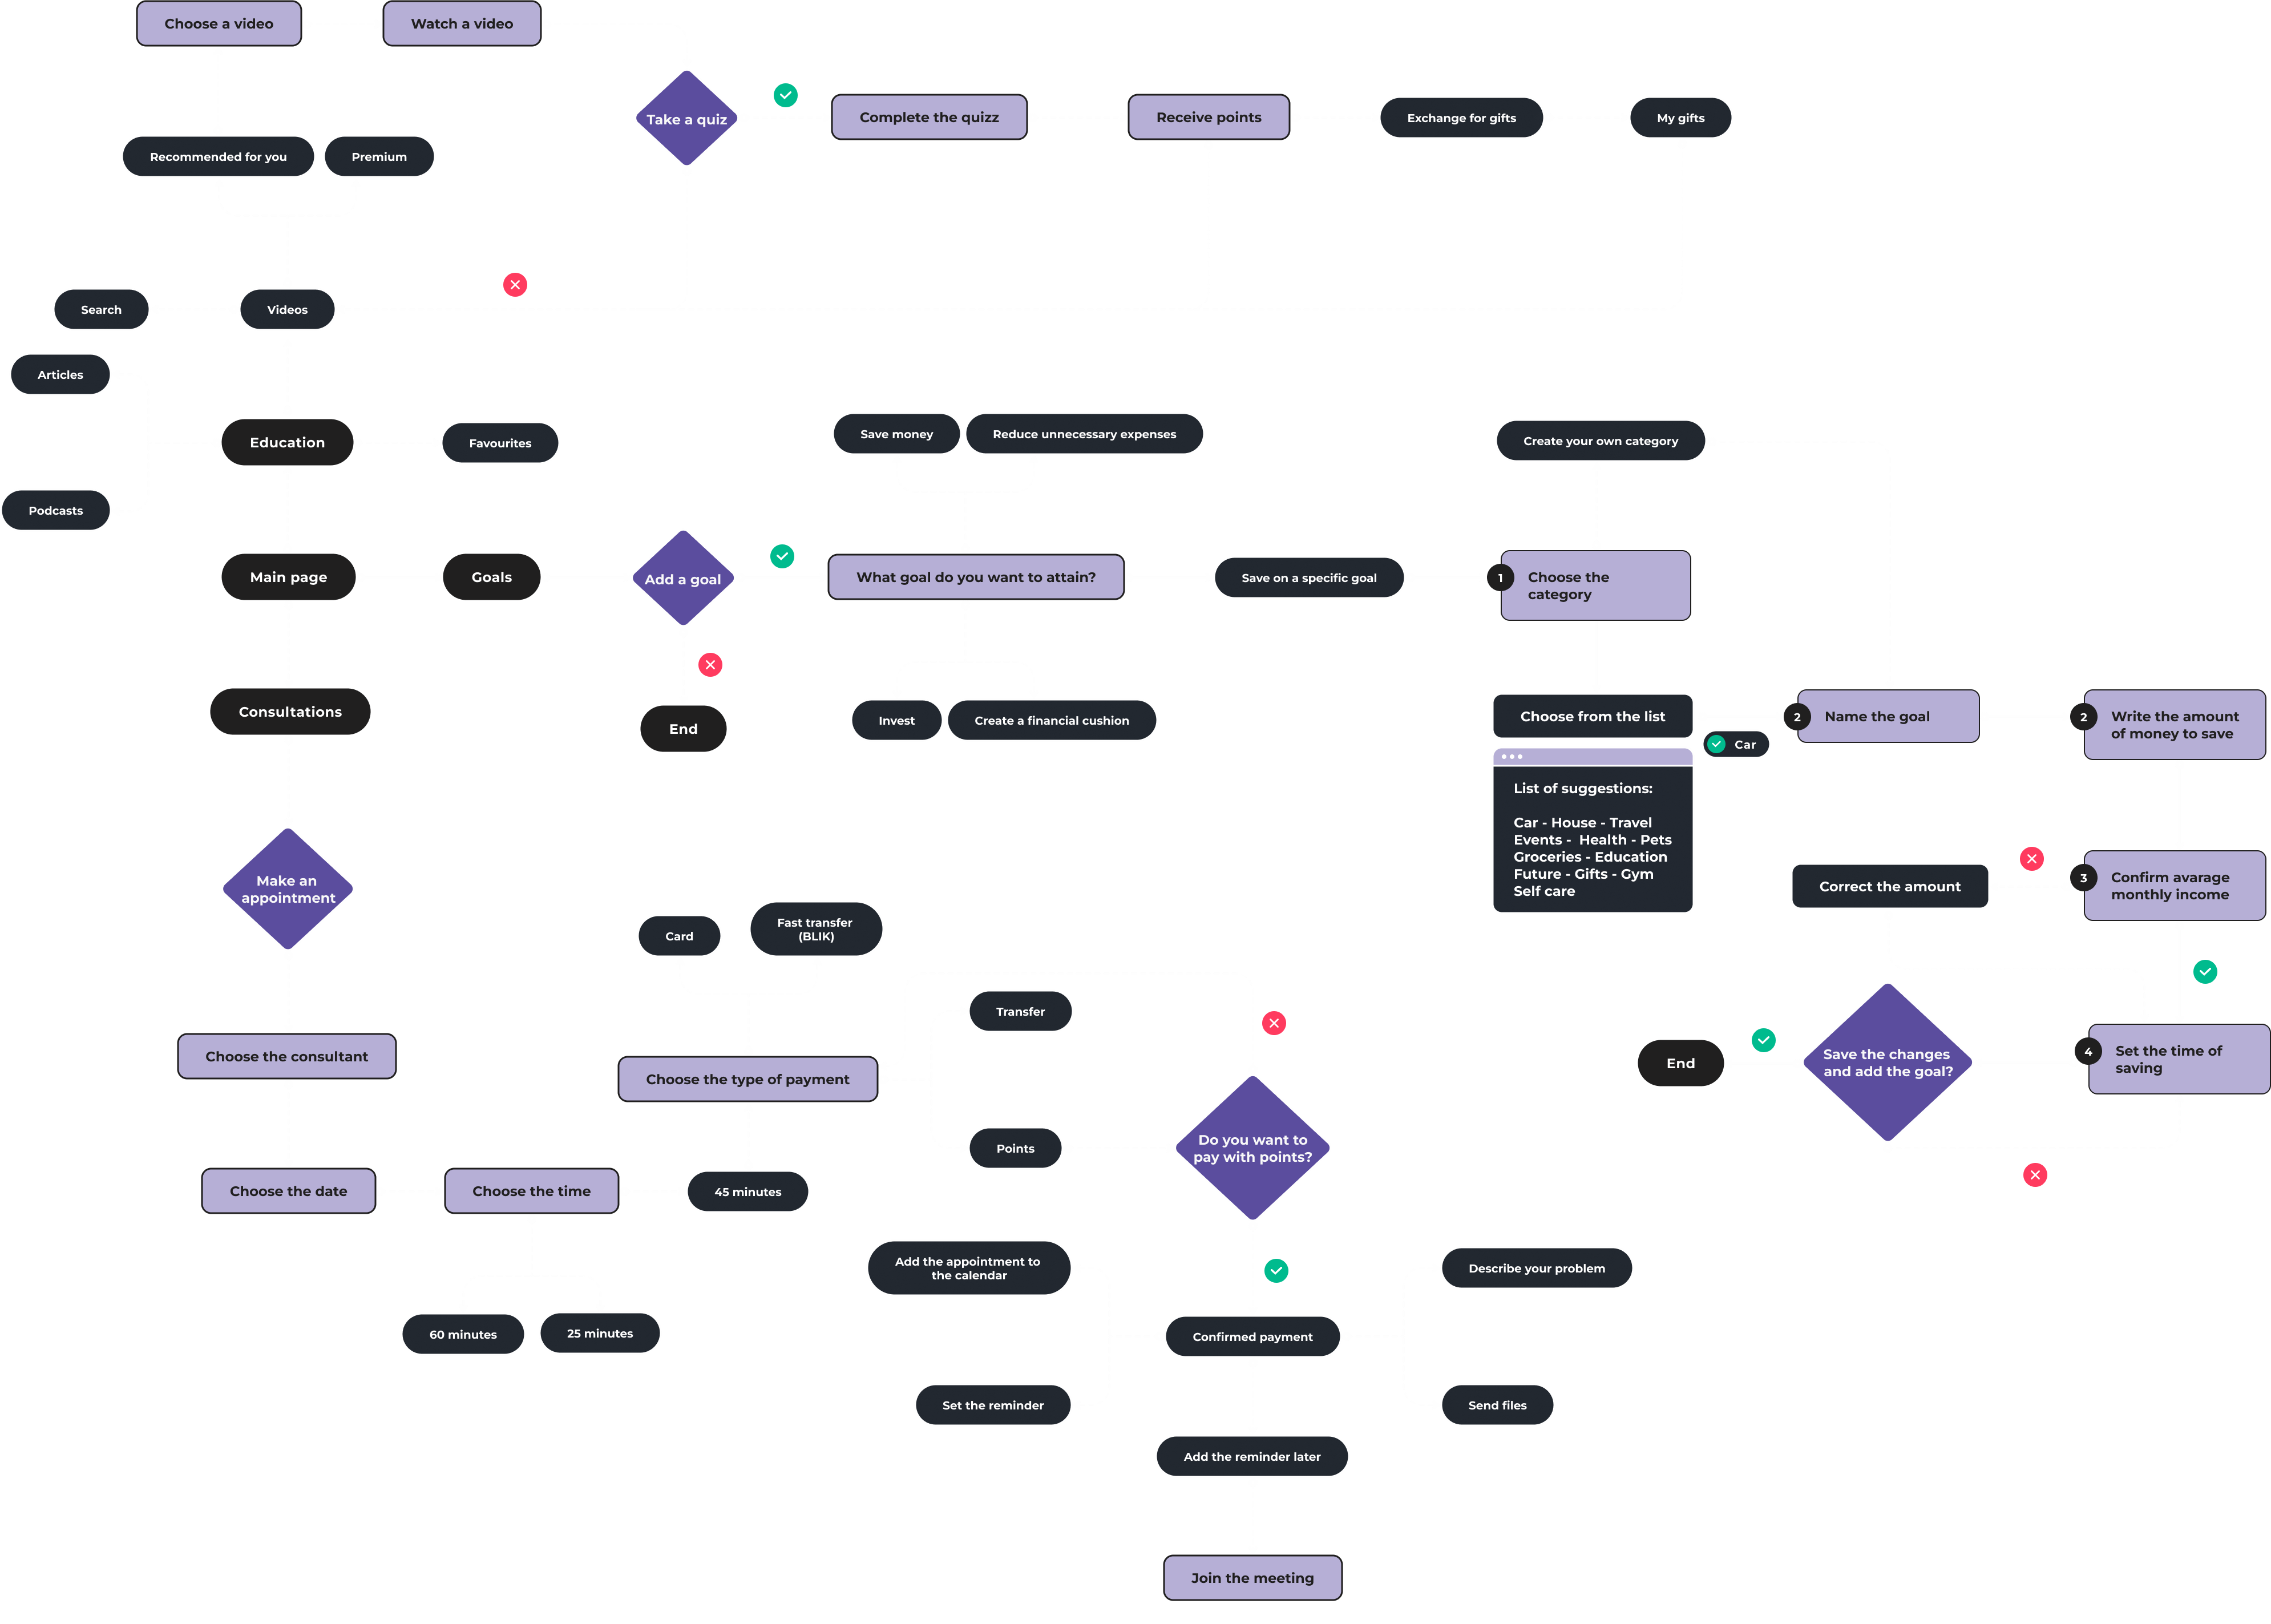 Choose a video
Watch a video
Take a quiz
Complete the quizz
Receive points
Exchange for gifts
My gifts
Recommended for you
Premium
Search
Videos
Articles
Education
Favourites
Save money
Reduce unnecessary expenses
Create your own category
Podcasts
Main page
Goals
Add a goal
What goal do you want to attain?
Save on a specific goal
1
Choose the
category
Consultations
End
Invest
Create a financial cushion
Choose from the list
Car
2
Name the goal
2
Write the amount
of money to save
List of suggestions:
Car - House - Travel
Events - Health - Pets
Groceries - Education
Future - Gifts - Gym
Self care
Make an
appointment
Correct the amount
3
Confirm avarage
monthly income
Card
Fast transfer
(BLIK)
Transfer
Choose the consultant
Choose the type of payment
End
Save the changes
and add the goal?
4
Set the time of
saving
Points
Do you want to
pay with points?
Choose the date
Choose the time
45 minutes
Add the appointment to
the calendar
Describe your problem
60 minutes
25 minutes
Confirmed payment
Set the reminder
Send files
Add the reminder later
Join the meeting